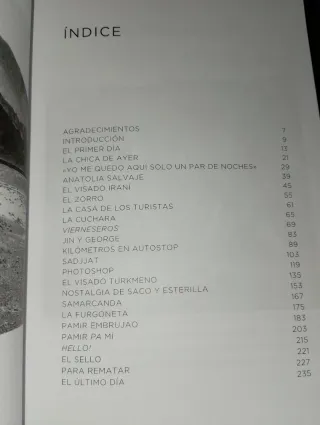 ÍNDICE
AGRADECIMIENTOS 7
INTRODUCCIÓN 9
EL PRIMER DÍA 13
LA CHICA DE AYER 21
«YO ME QUEDO AQUÍ SOLO UN PAR DE NOCHES» 29
ANATOLIA SALVAJE 39
EL VISADO IRANÍ 45
EL ZORRO 55
LA CASA DE LOS TURISTAS 61
LA CUCHARA 65
VIERNESEROS 69
JIN Y GEORGE 83
KILÓMETROS EN AUTOSTOP 89
SADJJAT 103
PHOTOSHOP 119
EL VISADO TURKMENO 135
NOSTALGIA DE SACO Y ESTERILLA 153
SAMARCANDA 167
LA FURGONETA 175
PAMIR EMBRUJAO 183
PAMIR PA MÍ 203
HELLO! 215
EL SELLO 221
PARA REMATAR 227
EL ÚLTIMO DÍA 235